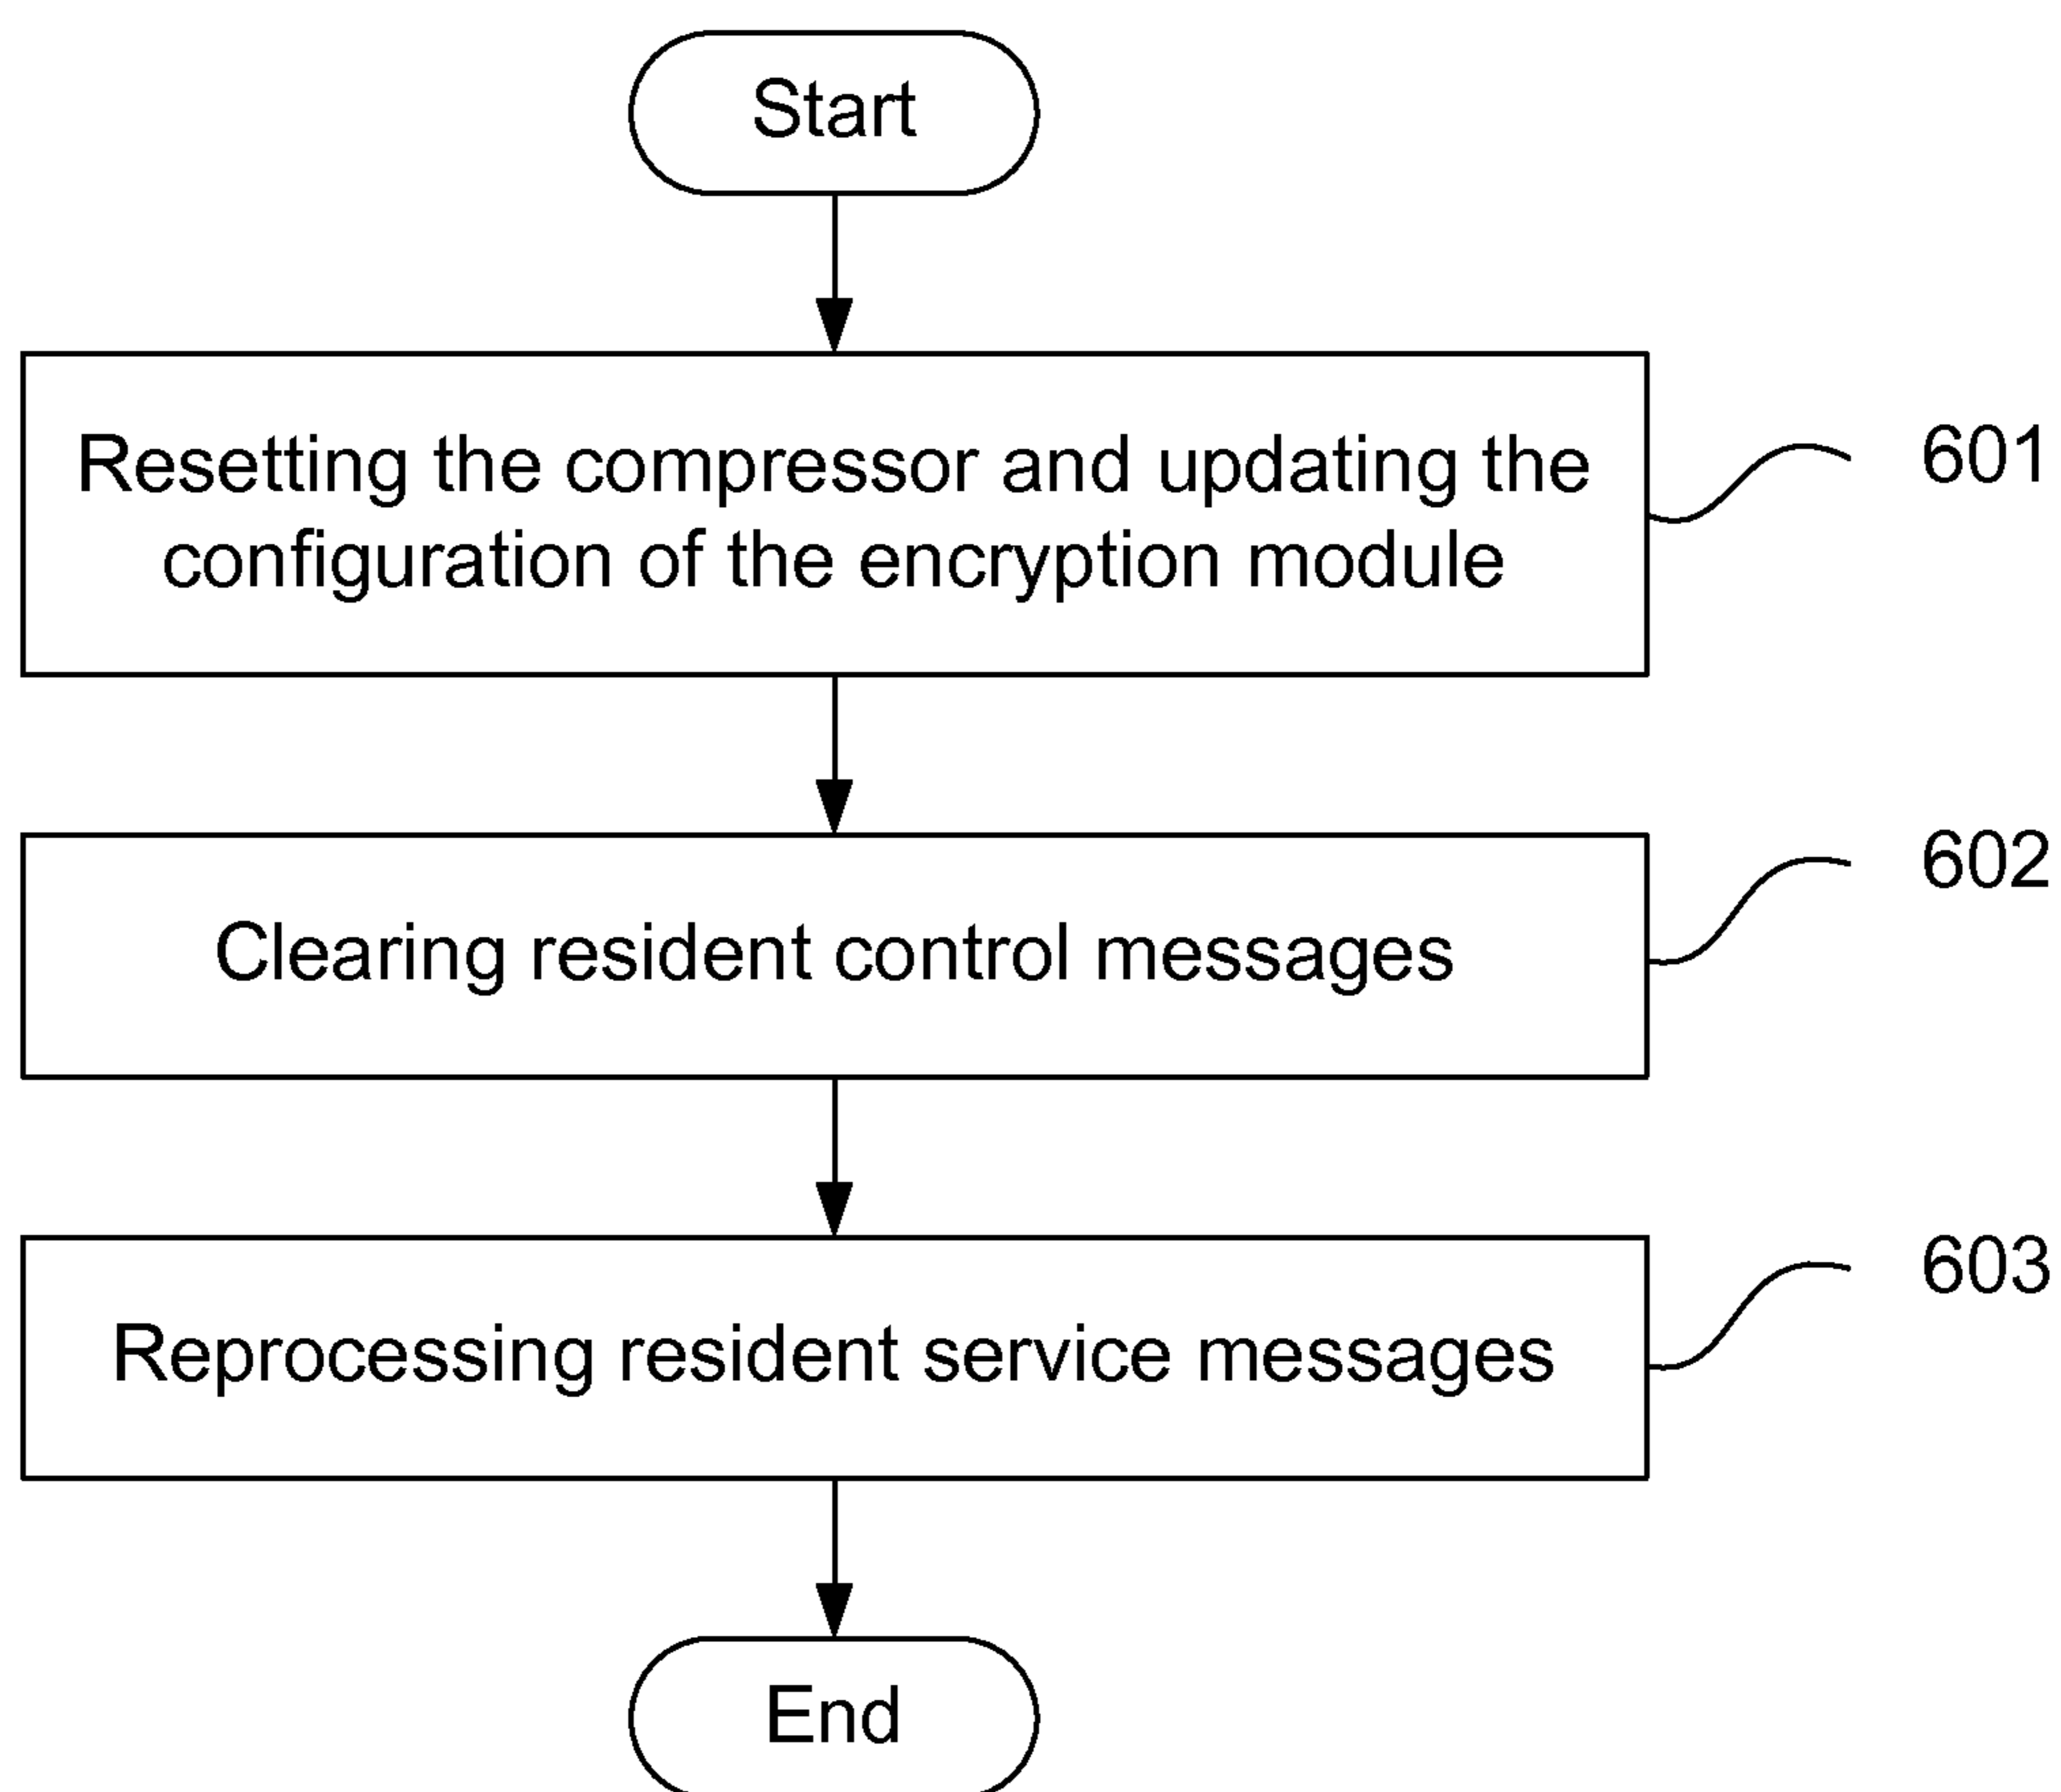 Start
Resetting the compressor and updating the
configuration of the encryption module
601
Clearing resident control messages
602
Reprocessing resident service messages
603
End